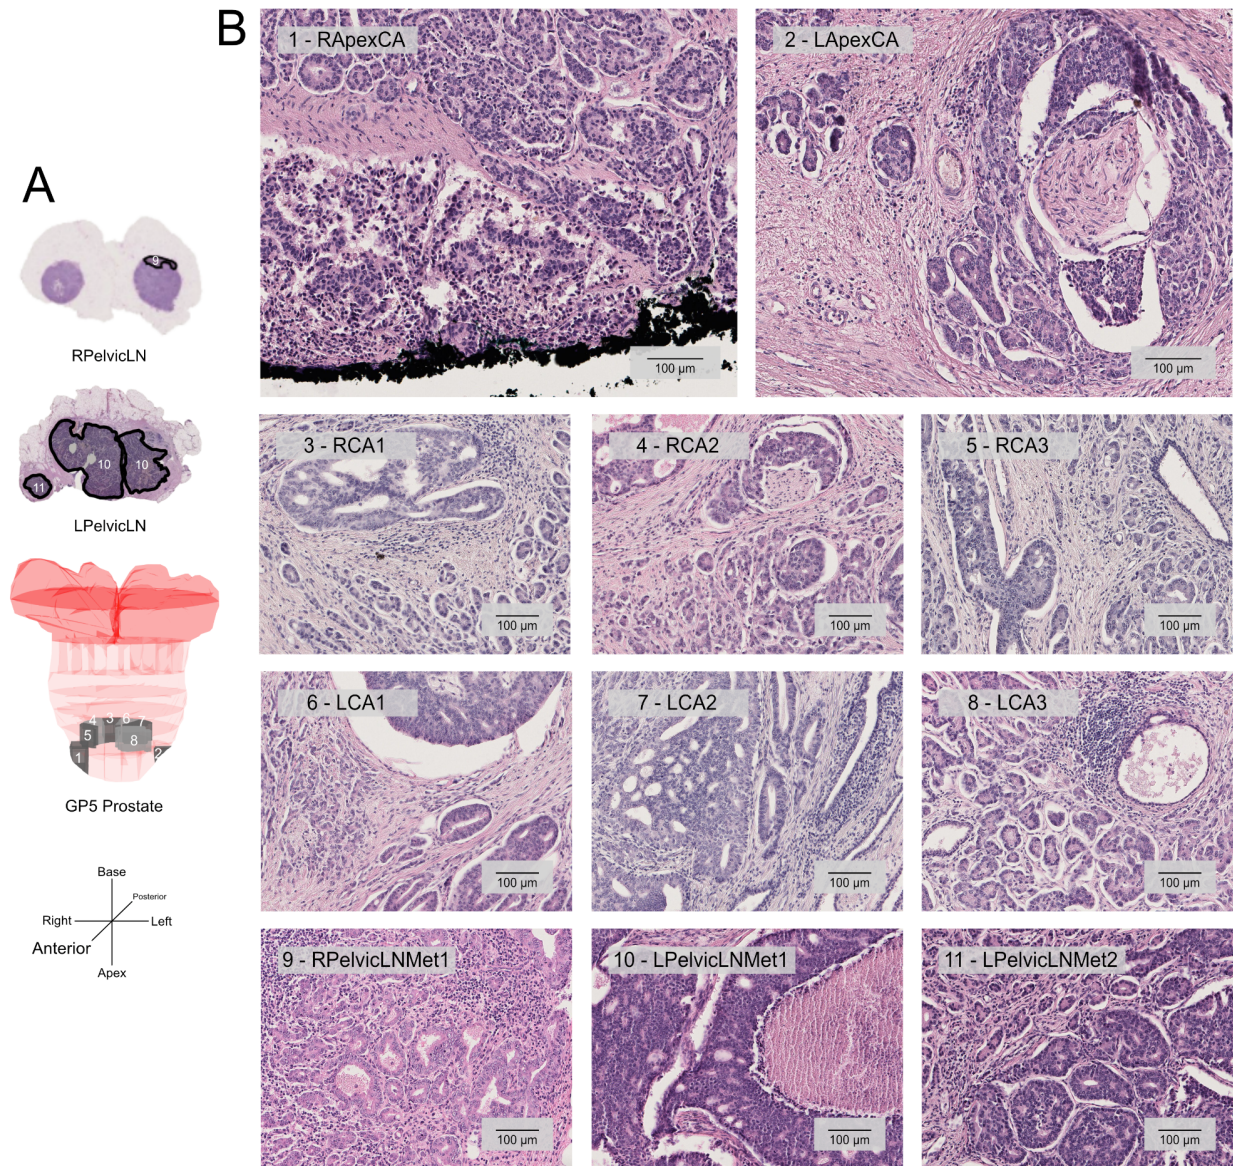 A
9
RPelvicLN
10
10
11
LPelvicLN
4 3 6 7
5
8
1
2
GP5 Prostate
Base
Posterior
Right
Left
Anterior
Apex
B
1 - RApexCA
100 µm
2 - LApexCA
100 µm
3 - RCA1
100 µm
4 - RCA2
100 µm
5 - RCA3
100 µm
6 - LCA1
100 µm
7 - LCA2
100 µm
8 - LCA3
100 µm
9 - RPelvicLNMet1
100 µm
10 - LPelvicLNMet1
100 µm
11 - LPelvicLNMet2
100 µm